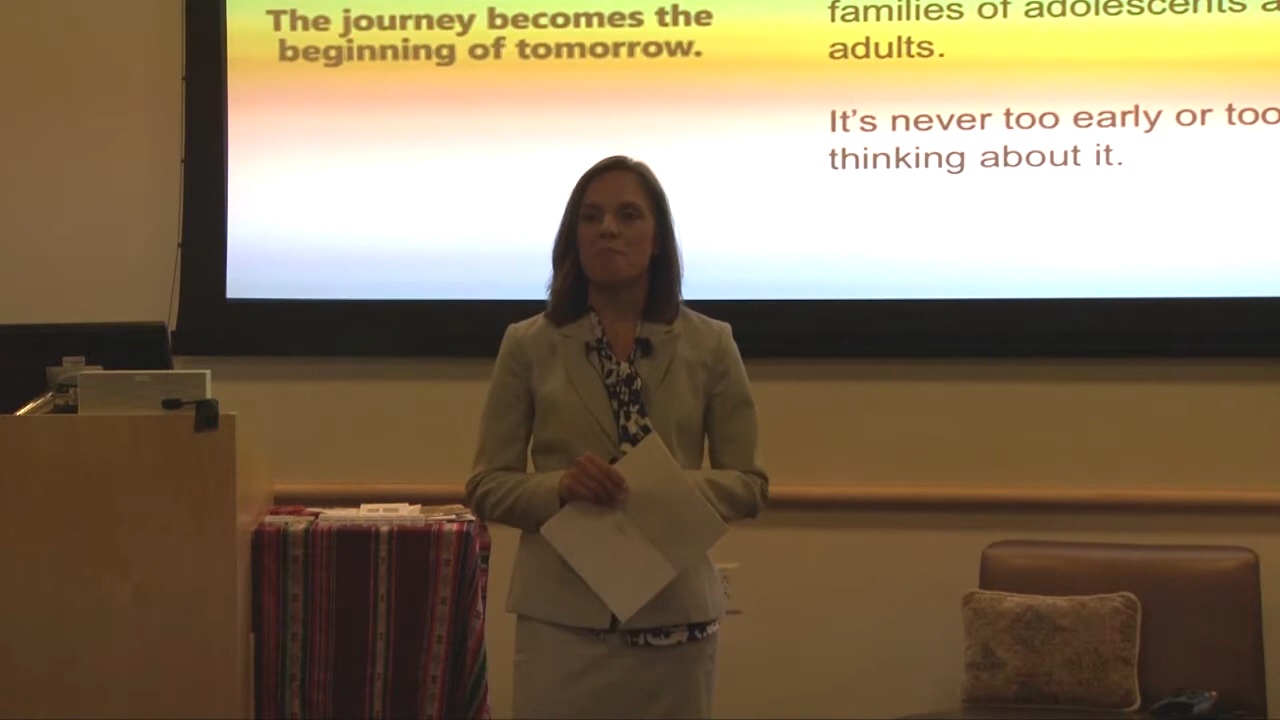 The journey becomes the
beginning of tomorrow.
families of adolescents a
adults.
It's never too early or too
thinking about it.